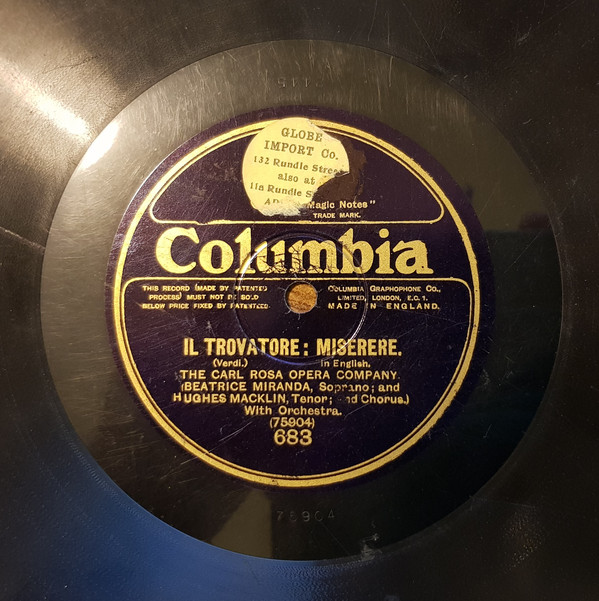 GLOBE
IMPORT Co.
132 Rundle Street
also at
11a Rundle
"Magic Notes"
TRADE MARK.
Columbia
THIS RECORD (MADE BY PATENTED
PROCESS) MUST NOT BE SOLD
BELOW PRICE FIXED BY PATENTEES.
COLUMBIA GRAPHOPHONE Co.,
LIMITED, LONDON, E.C. 1.
MADE IN ENGLAND.
IL TROVATORE: MISERERE.
(Verdi.) In English.
THE CARL ROSA OPERA COMPANY.
(BEATRICE MIRANDA, Soprano; and
HUGHES MACKLIN, Tenor; and Chorus.)
With Orchestra.
(75904)
683
75904